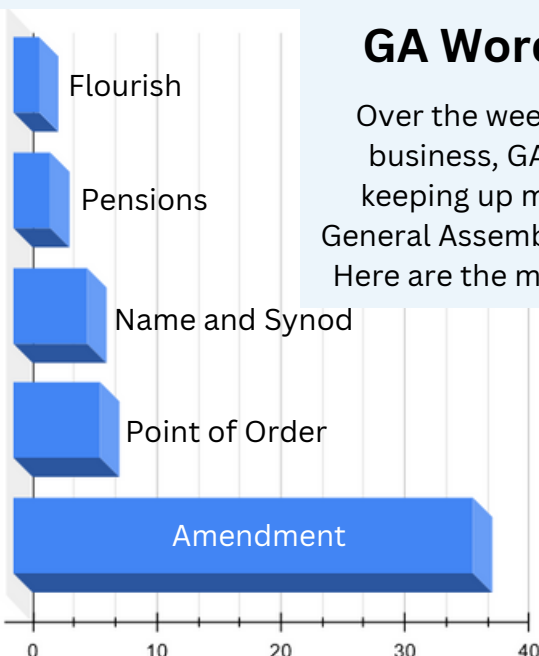 GA Wor
Over the wee
business, GA
keeping up m
General Assemb
Here are the m
Flourish
Pensions
Name and Synod
Point of Order
Amendment
0 10 20 30 40